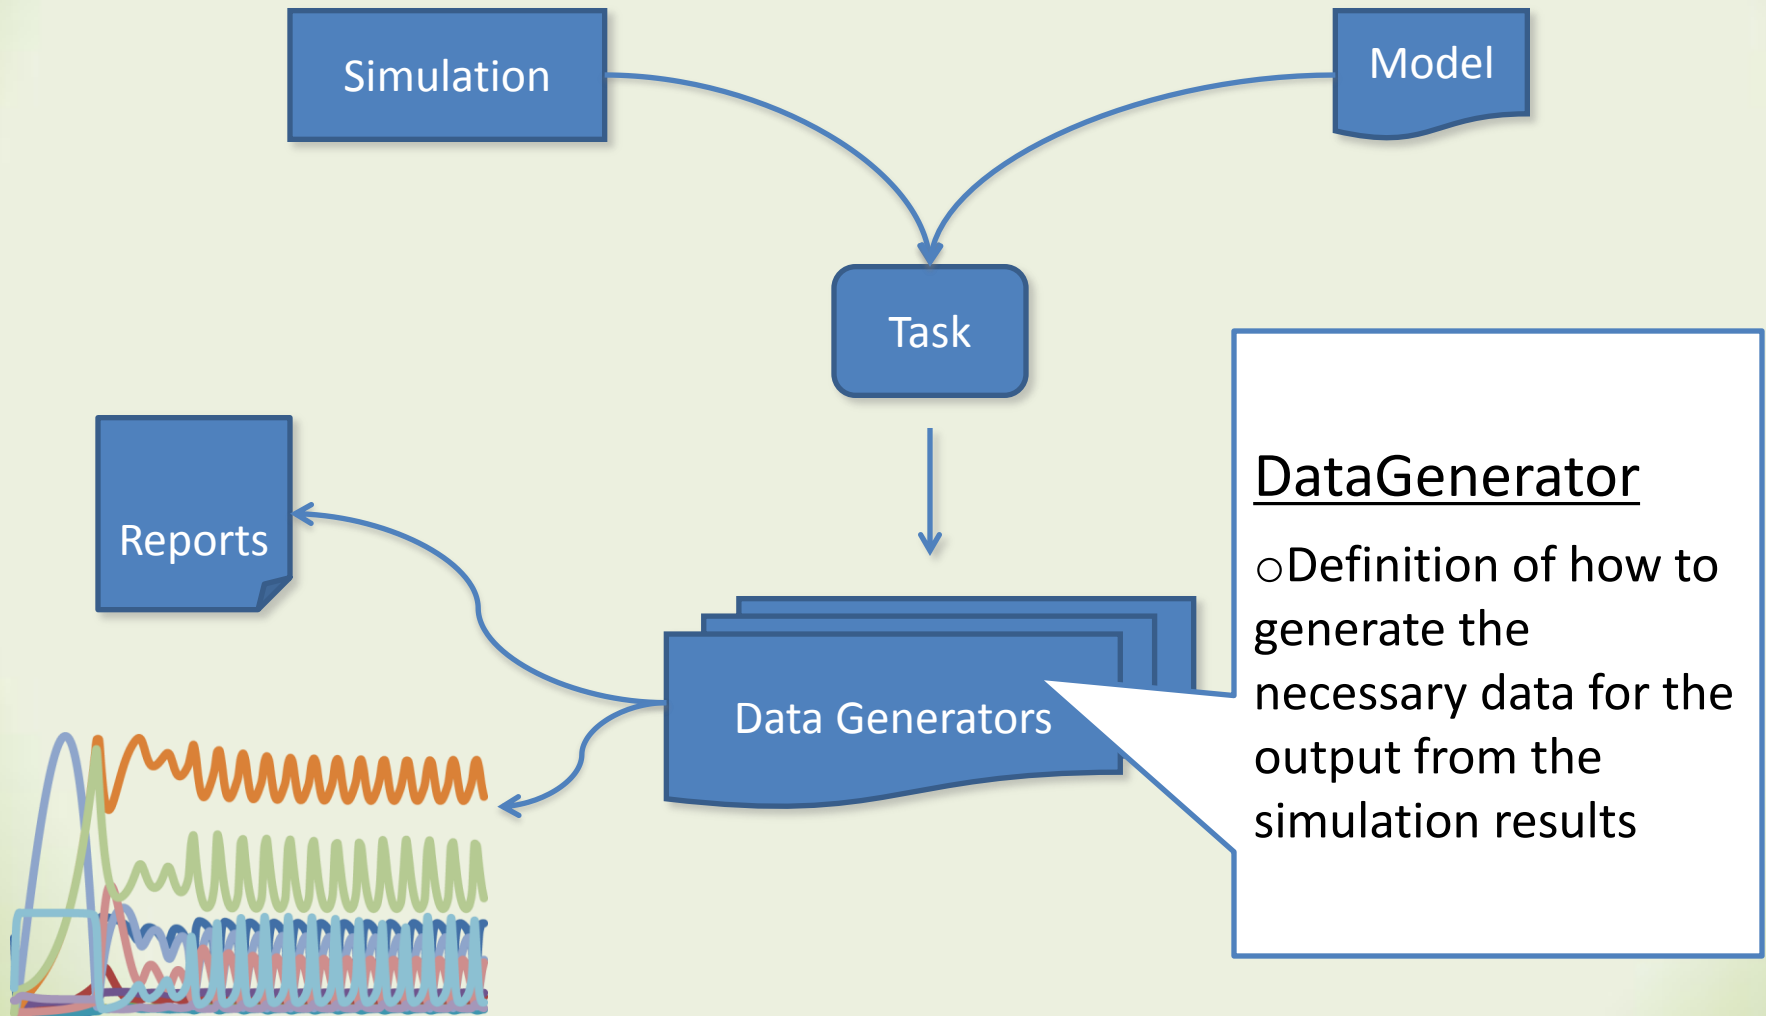 Simulation
Model
Task
Reports
Data Generators
DataGenerator
oDefinition of how to
generate the
necessary data for the
output from the
simulation results